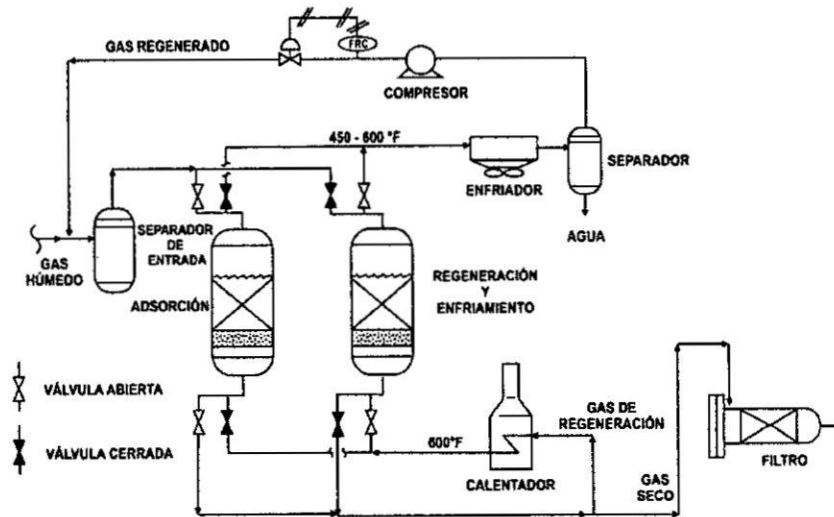 GAS REGENERADO
FRC
COMPRESOR
450 - 600 °F
ENFRIADOR
SEPARADOR
AGUA
GAS
HÚMEDO
SEPARADOR
DE
ENTRADA
ADSORCIÓN
REGENERACIÓN
Y
ENFRIAMIENTO
VÁLVULA ABIERTA
VÁLVULA CERRADA
600°F
CALENTADOR
GAS DE
REGENERACIÓN
GAS
SECO
FILTRO